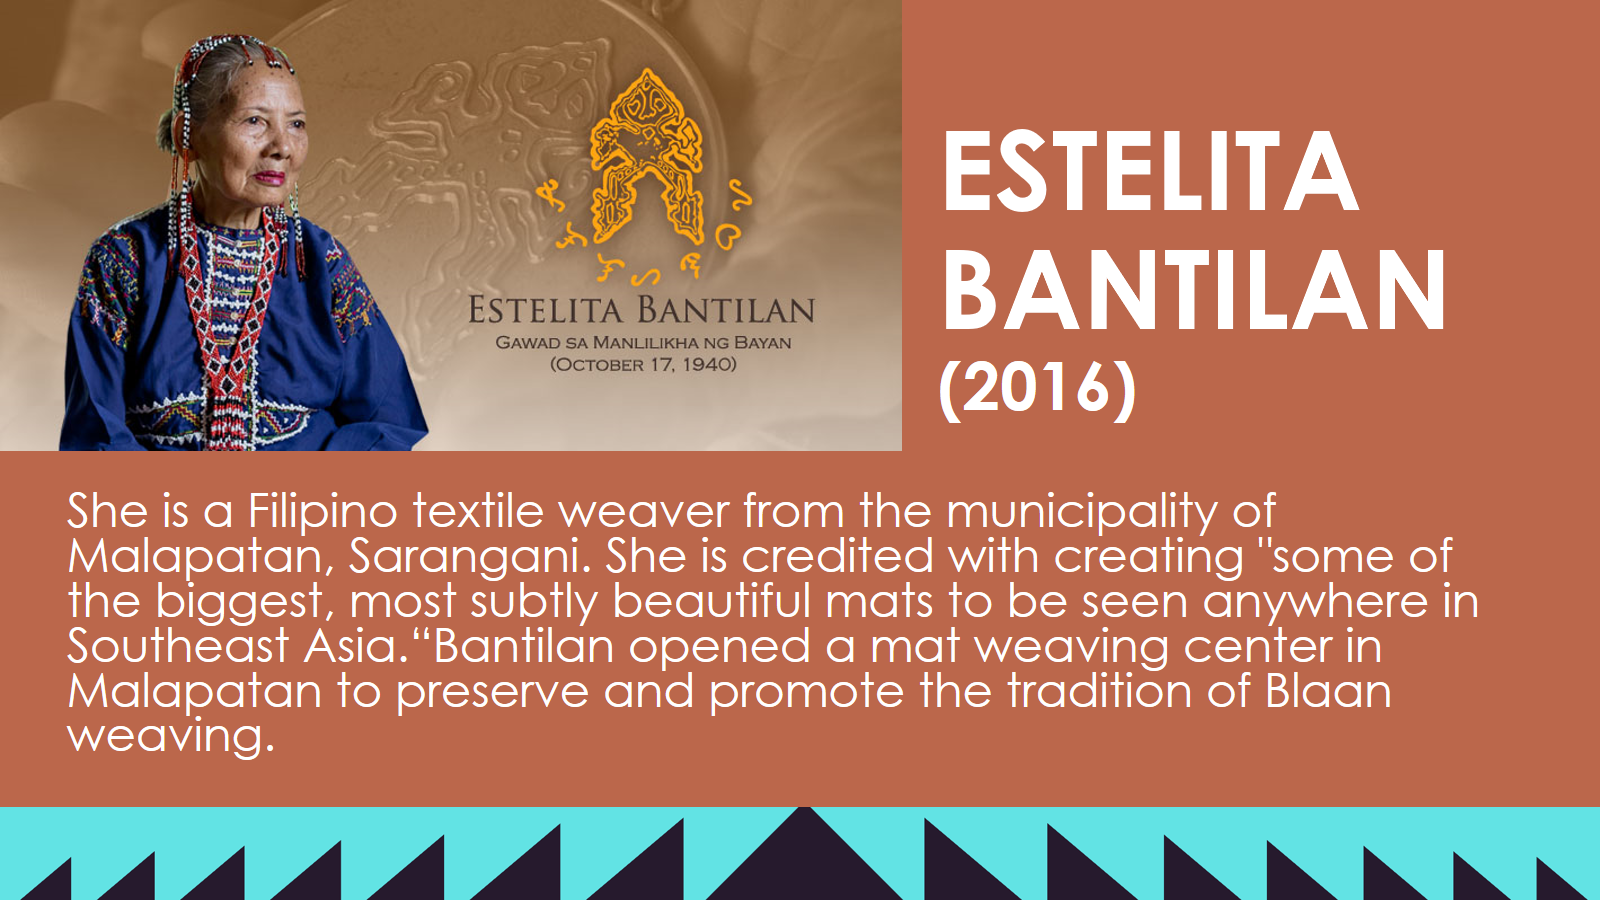 ESTELITA BANTILAN
GAWAD SA MANLILIKHA NG BAYAN
(OCTOBER 17, 1940)
ESTELITA
BANTILAN
(2016)
She is a Filipino textile weaver from the municipality of
Malapatan, Sarangani. She is credited with creating "some of
the biggest, most subtly beautiful mats to be seen anywhere in
Southeast Asia.“Bantilan opened a mat weaving center in
Malapatan to preserve and promote the tradition of Blaan
weaving.